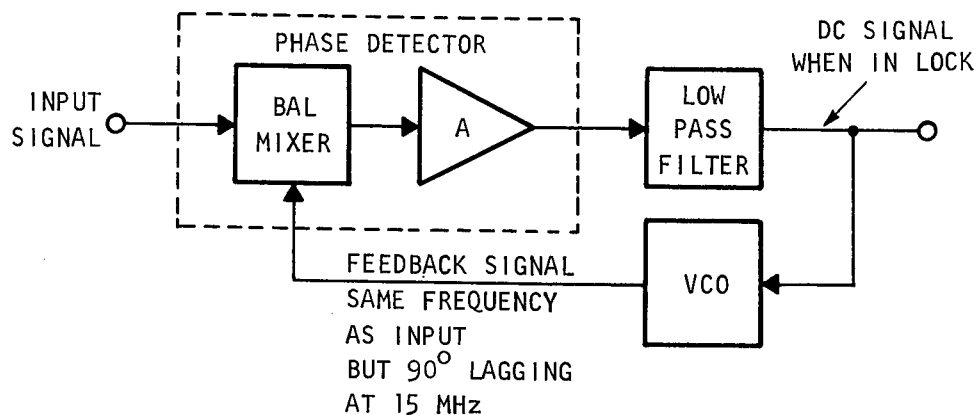 PHASE DETECTOR
DC SIGNAL
WHEN IN LOCK
INPUT
SIGNAL
BAL
MIXER
A
LOW
PASS
FILTER
VCO
FEEDBACK SIGNAL
SAME FREQUENCY
AS INPUT
BUT 90° LAGGING
AT 15 MHz